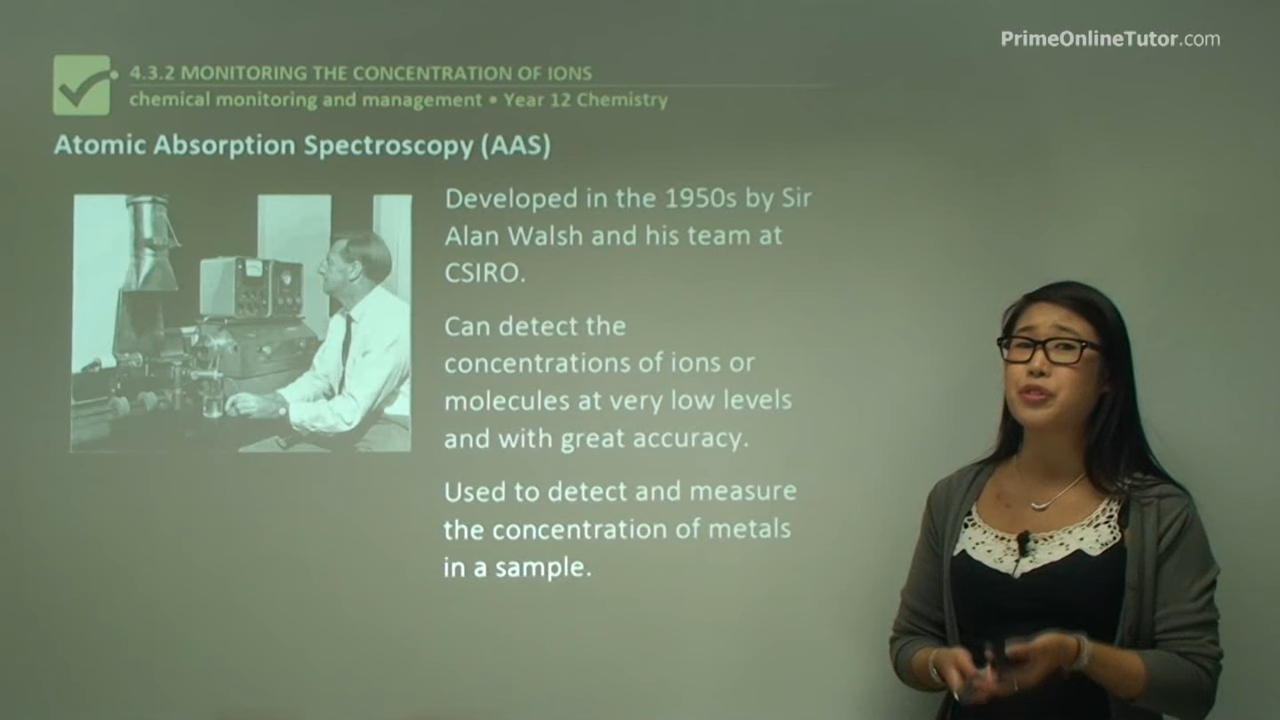 PrimeOnlineTutor.com
4.3.2 MONITORING THE CONCENTRATION OF IONS
chemical monitoring and management • Year 12 Chemistry
Atomic Absorption Spectroscopy (AAS)
Developed in the 1950s by Sir
Alan Walsh and his team at
CSIRO.
Can detect the
concentrations of ions or
molecules at very low levels
and with great accuracy.
Used to detect and measure
the concentration of metals
in a sample.